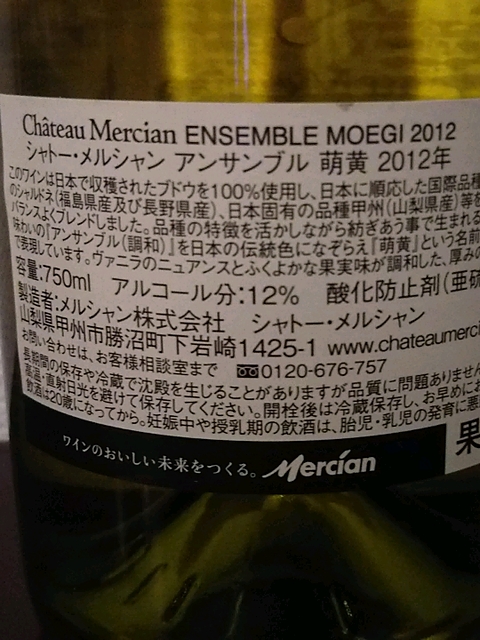 Château Mercian ENSEMBLE MOEGI 2012
シャトー・メルシャン アンサンブル 萌黄 2012年
このワインは日本で収穫されたブドウを100%使用し、日本に順応した国際品種
のシャルドネ(福島県産及び長野県産)、日本固有の品種甲州(山梨県産)等を
バランスよくブレンドしました。品種の特徴を活かしながら紡ぎあう事で生まれる
味わいの『アンサンブル(調和)』を日本の伝統色になぞらえ『萌黄』という名前
で表現しています。ヴァニラのニュアンスとふくよかな果実味が調和した、厚みの
容量:750ml アルコール分:12% 酸化防止剤(亜硫
製造者:メルシャン株式会社 シャトー・メルシャン
山梨県甲州市勝沼町下岩崎1425-1 www.chateaumerci
お問い合わせは、お客様相談室まで 0120-676-757
長期間の保存や冷蔵で沈殿を生じることがありますが品質に問題ありません
高温・直射日光を避けて保存してください。開栓後は冷蔵保存し、お早めに
飲酒は20歳になってから。妊娠中や授乳期の飲酒は、胎児・乳児の発育に悪
果
ワインのおいしい未来をつくる。 Mercian